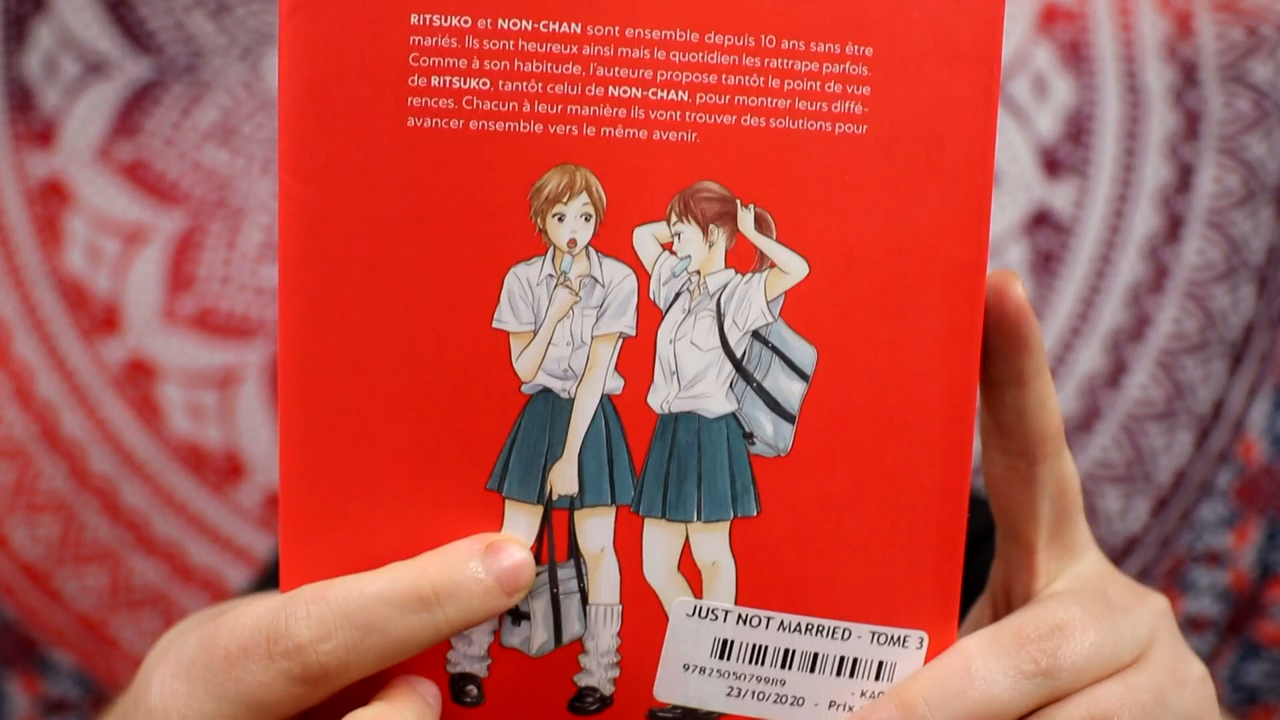 RITSUKO et NON-CHAN sont ensemble depuis 10 ans sans être
mariés. Ils sont heureux ainsi mais le quotidien les rattrape parfois.
Comme à son habitude, l'auteure propose tantôt le point de vue
de RITSUKO, tantôt celui de NON-CHAN, pour montrer leurs diffé-
rences. Chacun à leur manière ils vont trouver des solutions pour
avancer ensemble vers le même avenir.
JUST NOT MARRIED - TOME 3
9782505079989
- KAO
23/10/2020 - Prix